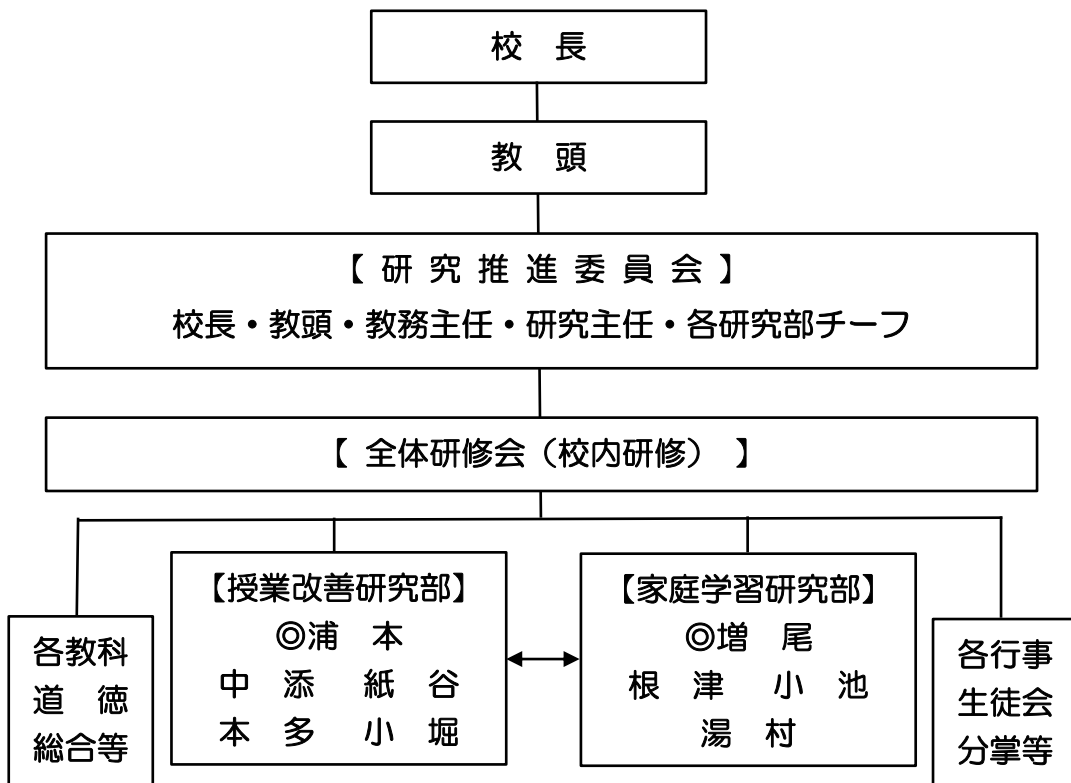 校　長
教　頭
【 研 究 推 進 委 員 会 】
校長・教頭・教務主任・研究主任・各研究部チーフ
【 全体研修会（校内研修） 】
各教科
道　徳
総合等
【授業改善研究部】
◎浦　本
中　添　　紙　谷
本　多　　小　堀
【家庭学習研究部】
◎増　尾
根　津　　小　池
湯　村
各行事
生徒会
分掌等